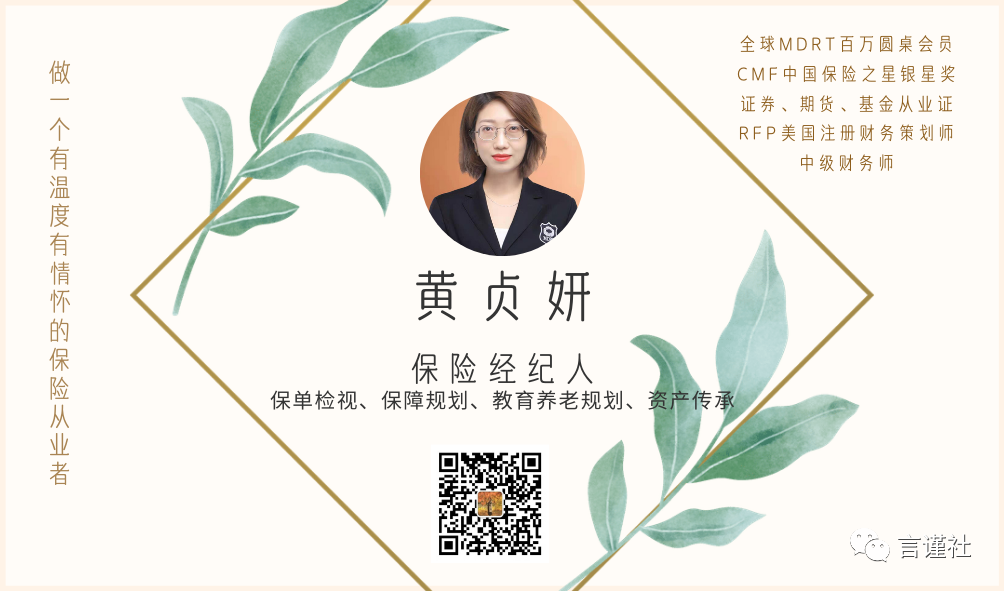 做一个有温度有情怀的保险从业者
全球MDRT百万圆桌会员
CMF中国保险之星银星奖
证券、期货、基金从业证
RFP美国注册财务策划师
中级财务师
黄贞妍
保险经纪人
保单检视、保障规划、教育养老规划、资产传承
言谨社